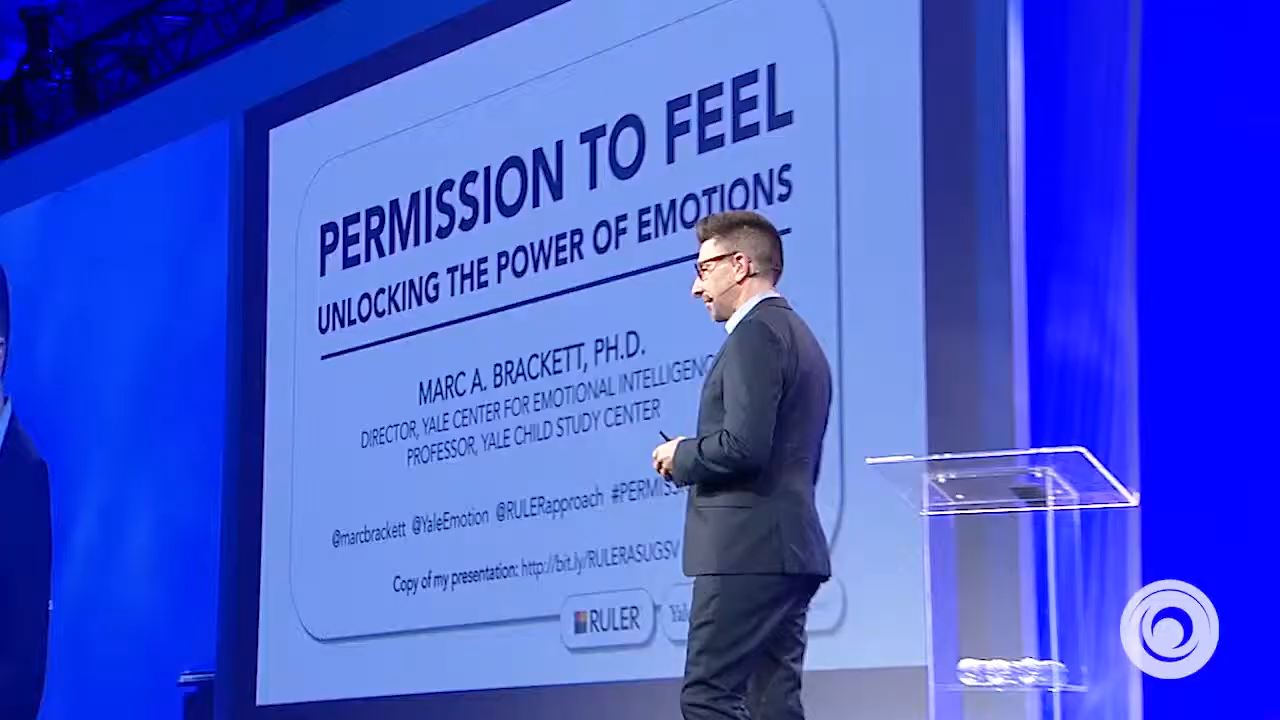 PERMISSION TO FEEL
UNLOCKING THE POWER OF EMOTIONS
MARC A. BRACKETT, PH.D.
DIRECTOR, YALE CENTER FOR EMOTIONAL
PROFESSOR, YALE CHILD STUDY CENTER
@marcbrackett @YaleEmotion @RULERapproach
Copy of my presentation: http://bit.ly/RULERASUGSV
RULER